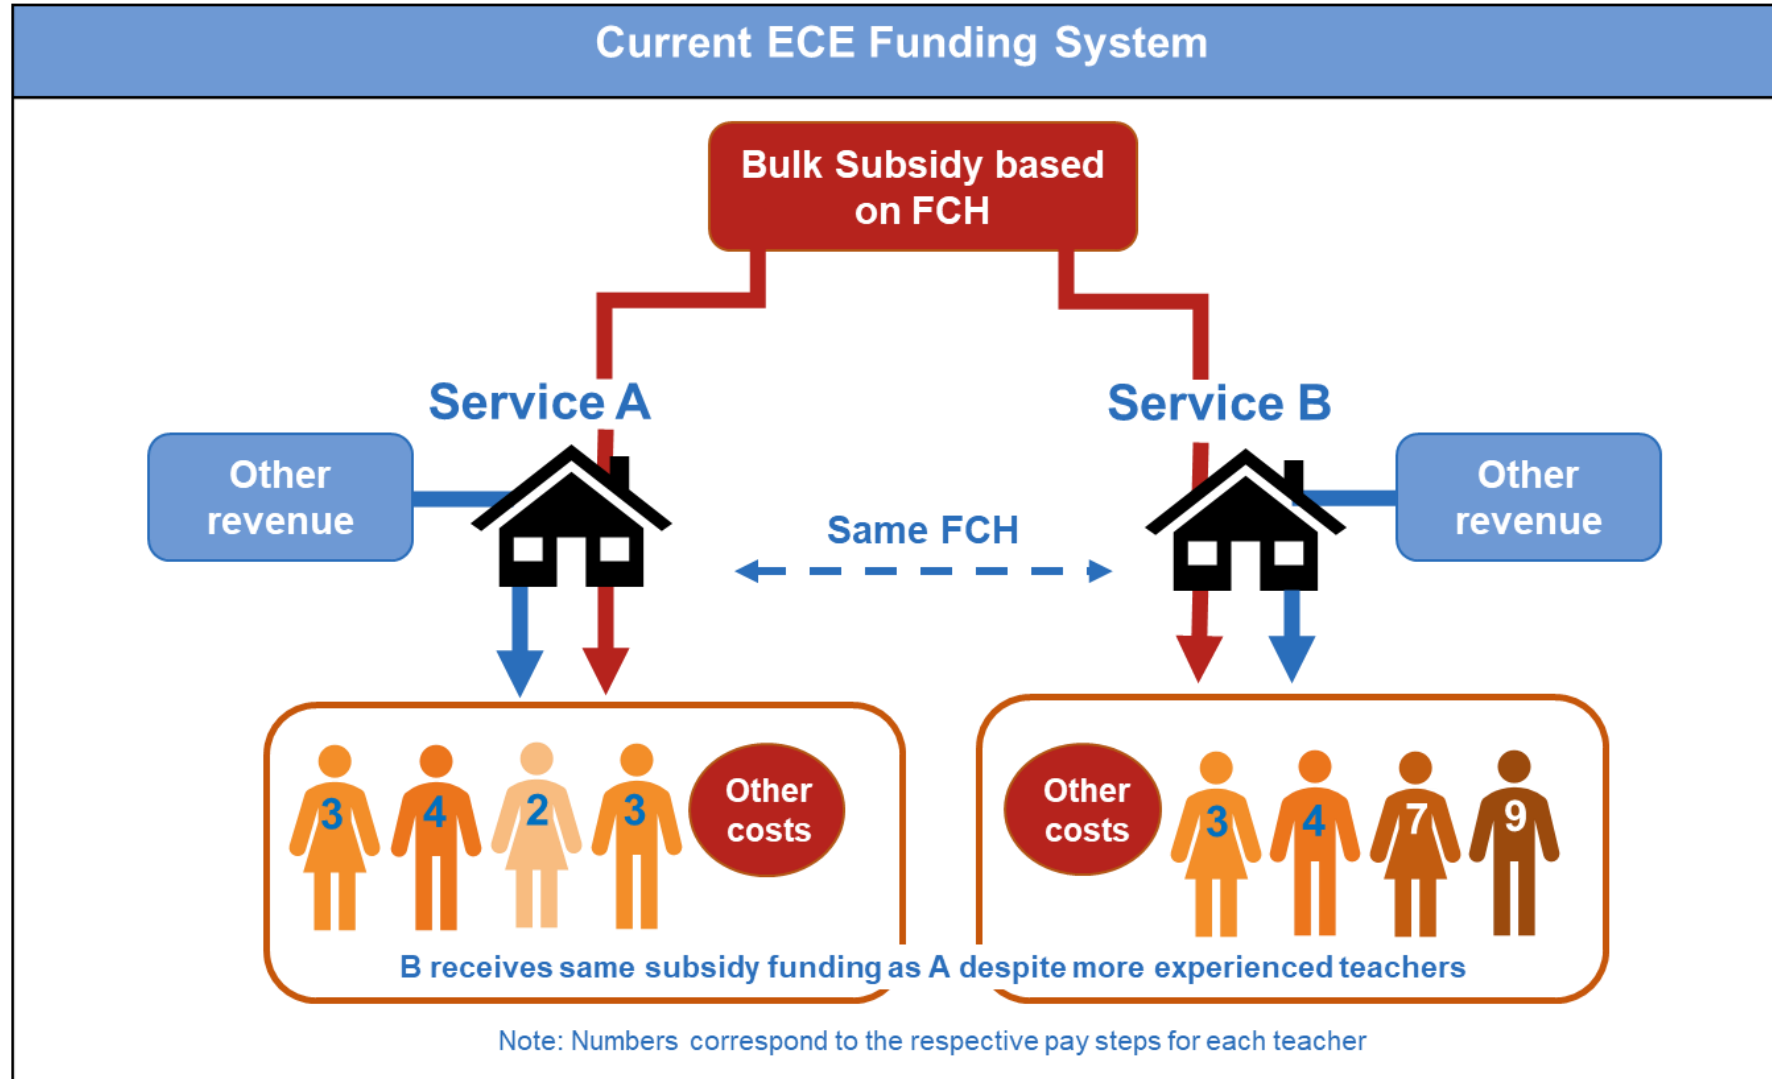 Current ECE Funding System
Bulk Subsidy based
on FCH
Service A
Service B
Other
revenue
Same FCH
Other
revenue
3
4
2
3
Other
costs
Other
costs
3
4
7
9
B receives same subsidy funding as A despite more experienced teachers
Note: Numbers correspond to the respective pay steps for each teacher